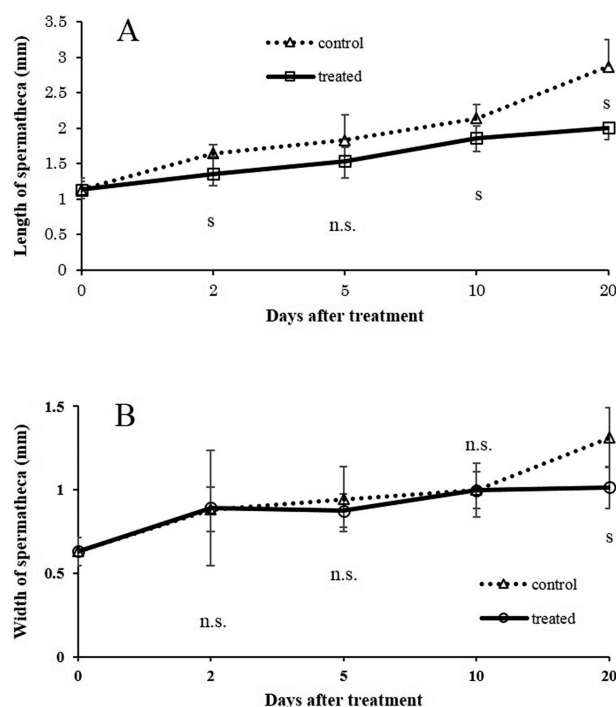 A
control
treated
Length of spermatheca (mm)
3.5
3
2.5
2
1.5
1
0.5
0
s
n.s.
s
s
0 2 5 10 20
Days after treatment
B
Width of spermatheca (mm)
1.5
1
0.5
0
n.s.
n.s.
n.s.
s
control
treated
0 2 5 10 20
Days after treatment